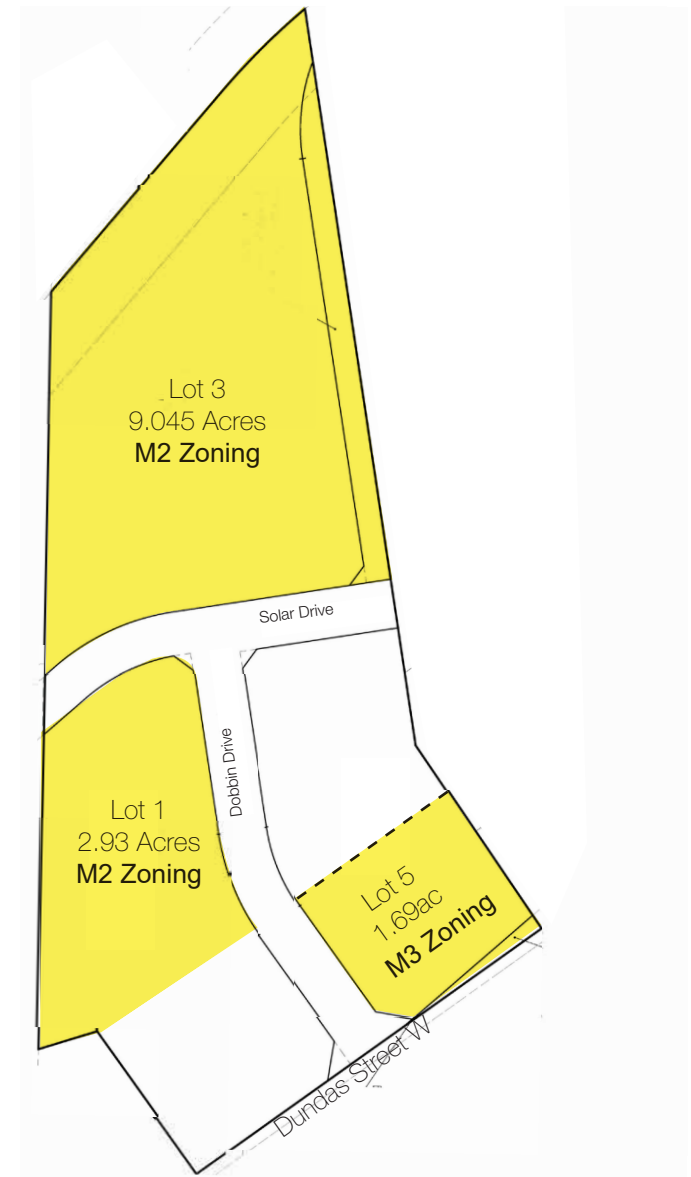 Lot 3
9.045 Acres
M2 Zoning
Solar Drive
Dobbin Drive
Lot 1
2.93 Acres
M2 Zoning
Lot 5
1.69ac
M3 Zoning
Dundas Street W